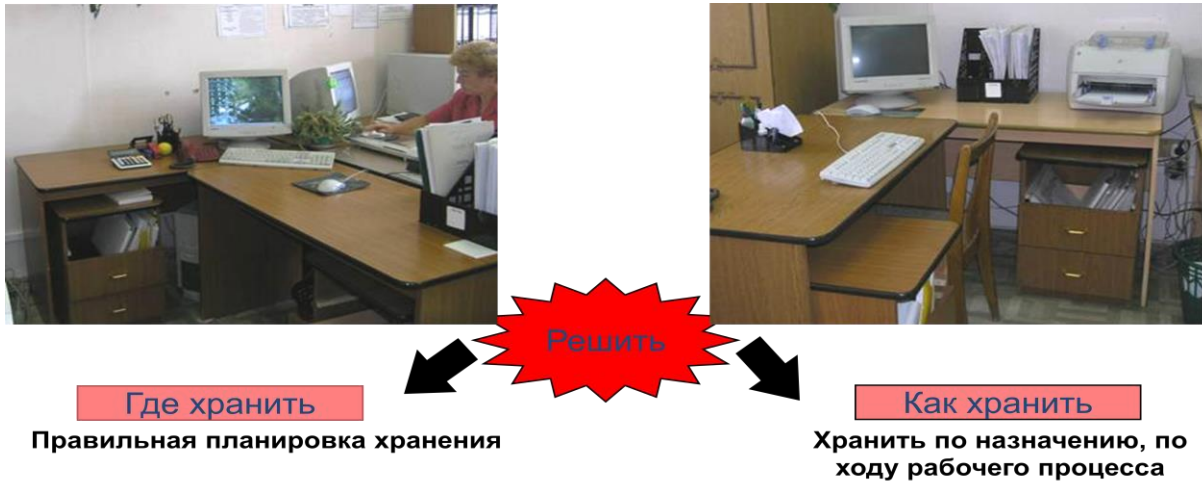 Решить
Где хранить
Правильная планировка хранения
Как хранить
Хранить по назначению, по
ходу рабочего процесса